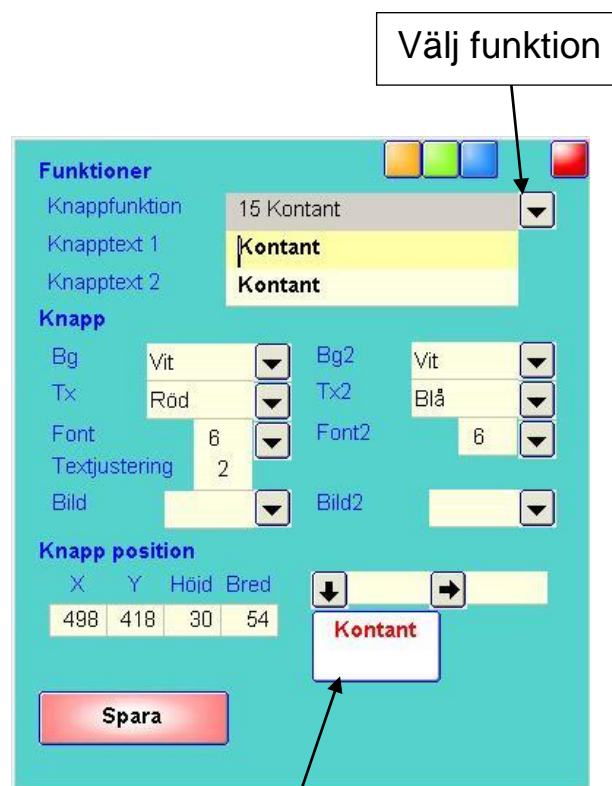 Välj funktion
Funktioner
Knappfunktion 15 Kontant
Knapptext 1 Kontant
Knapptext 2 Kontant
Knapp
Bg Vit Bg2 Vit
Tx Röd Tx2 Blå
Font 6 Font2 6
Textjustering 2
Bild Bild2
Knapp position
X Y Höjd Bred
498 418 30 54
Kontant
Spara